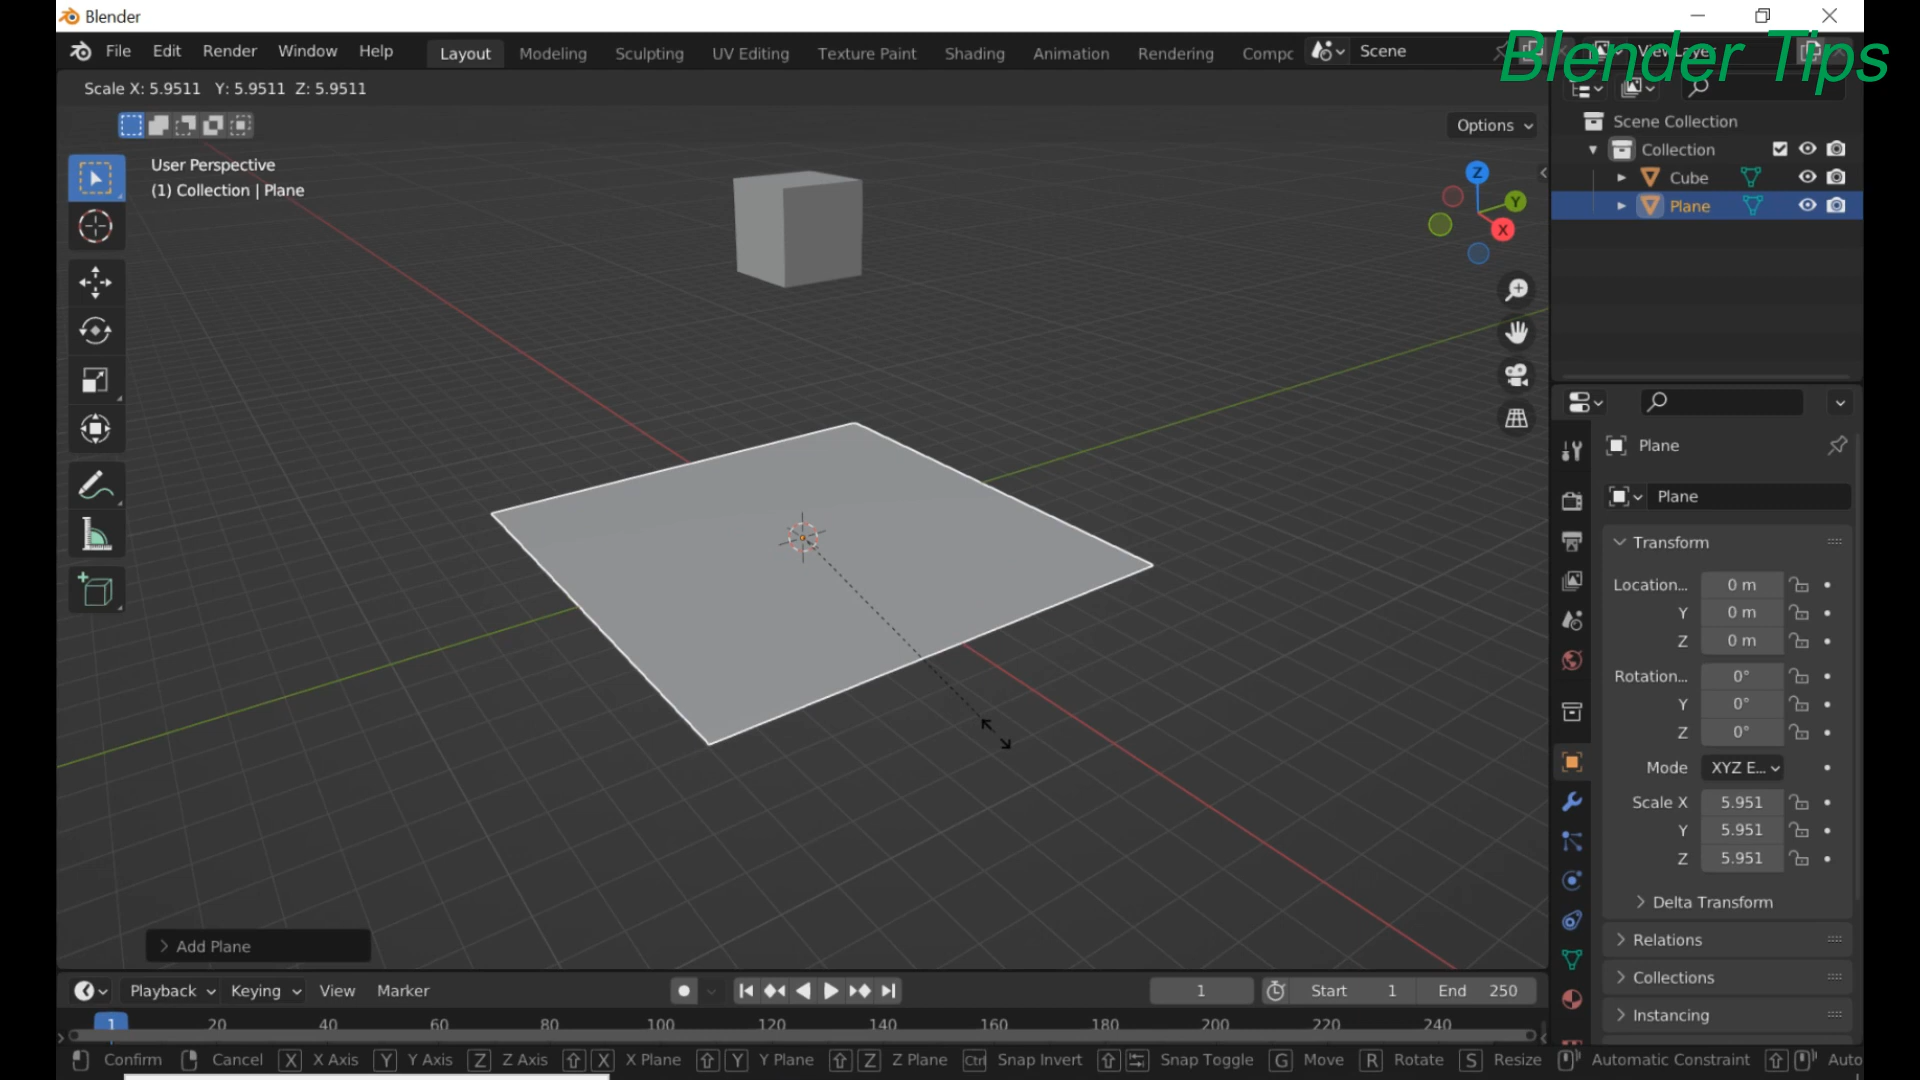 Blender
File Edit Render Window Help Layout Modeling Sculpting UV Editing Texture Paint Shading Animation Rendering Compc Scene ViewLayer
Blender Tips
Scale X: 5.9511 Y: 5.9511 Z: 5.9511
Options
User Perspective
(1) Collection | Plane
Z
Y
X
Scene Collection
Collection
Cube
Plane
Plane
Plane
Transform
Location... 0 m
Y 0 m
Z 0 m
Rotation... 0°
Y 0°
Z 0°
Mode XYZ E...
Scale X 5.951
Y 5.951
Z 5.951
Delta Transform
Relations
Collections
Instancing
Add Plane
Playback Keying View Marker 1 Start 1 End 250
1 20 40 60 80 100 120 140 160 180 200 220 240
Confirm Cancel X X Axis Y Y Axis Z Z Axis X X Plane Y Y Plane Z Z Plane Ctrl Snap Invert Snap Toggle G Move R Rotate S Resize Automatic Constraint Auto